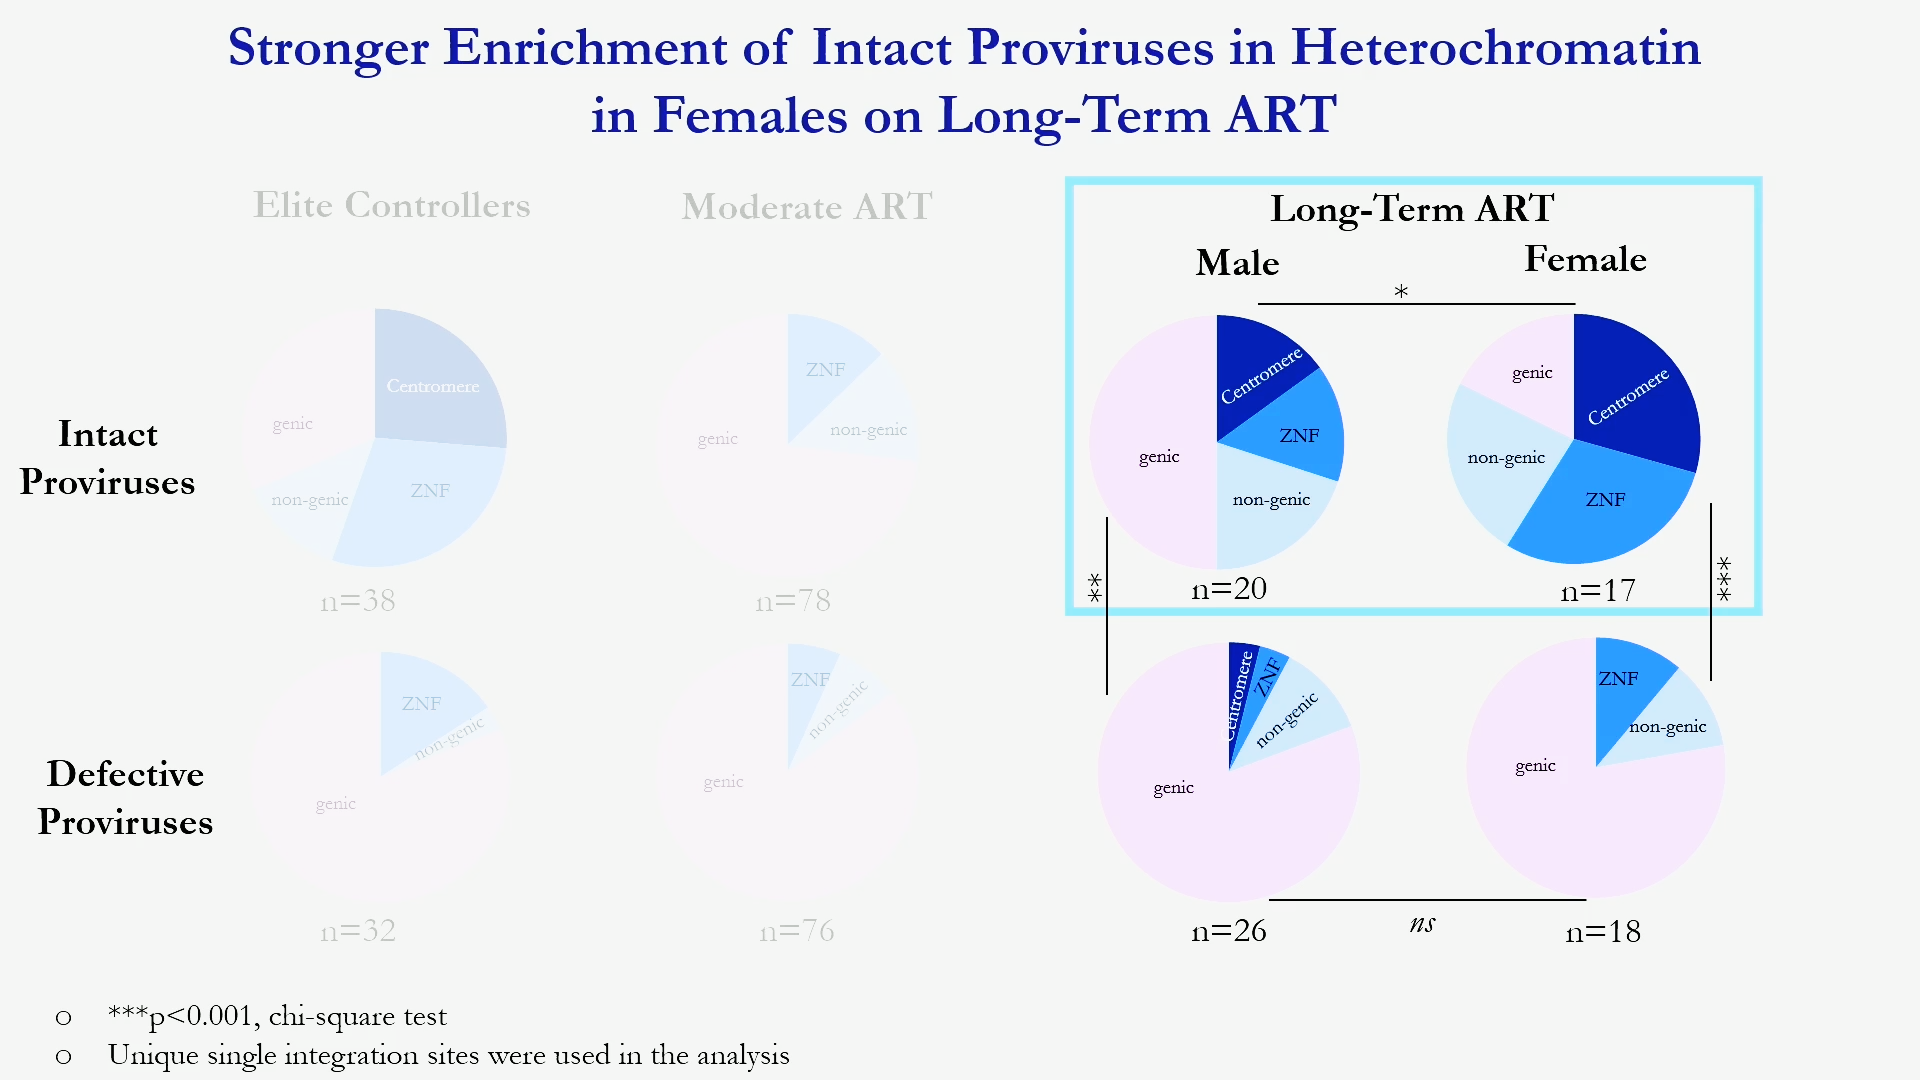 Stronger Enrichment of Intact Proviruses in Heterochromatin
in Females on Long-Term ART
Elite Controllers
Moderate ART
Long-Term ART
Male
Female
*
Intact
Proviruses
Centromere
genic
ZNF
non-genic
n=38
ZNF
non-genic
genic
n=78
Centromere
ZNF
genic
non-genic
n=20
genic
Centromere
non-genic
ZNF
n=17
**
***
Defective
Proviruses
ZNF
non-genic
genic
n=32
ZNF
non-genic
genic
n=76
Centromere
ZNF
non-genic
genic
n=26
ns
ZNF
non-genic
genic
n=18
o ***p<0.001, chi-square test
o Unique single integration sites were used in the analysis